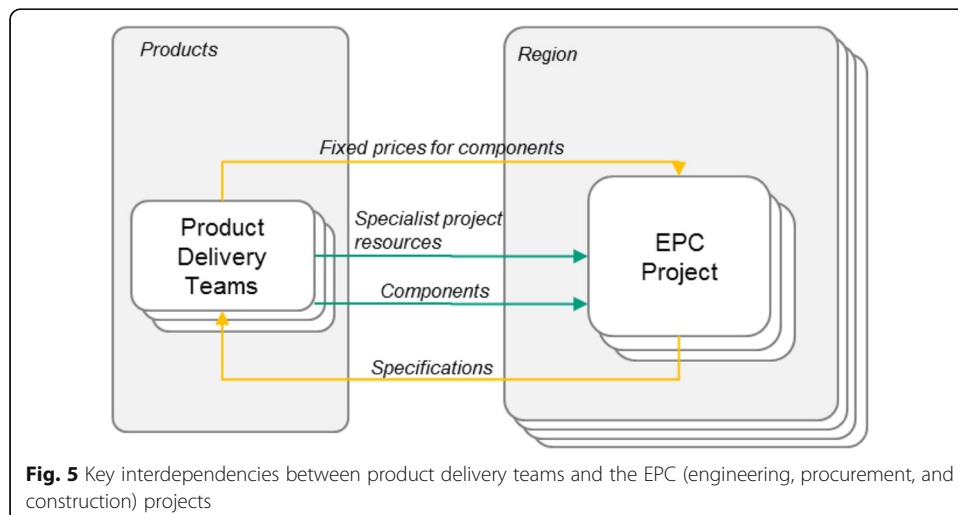 Products
Region
Fixed prices for components
Product
Delivery
Teams
Specialist project
resources
Components
EPC
Project
Specifications
Fig. 5 Key interdependencies between product delivery teams and the EPC (engineering, procurement, and
construction) projects